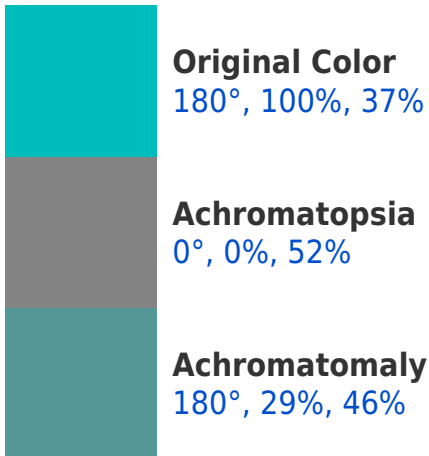 Original Color
180°, 100%, 37%
Achromatopsia
0°, 0%, 52%
Achromatomaly
180°, 29%, 46%